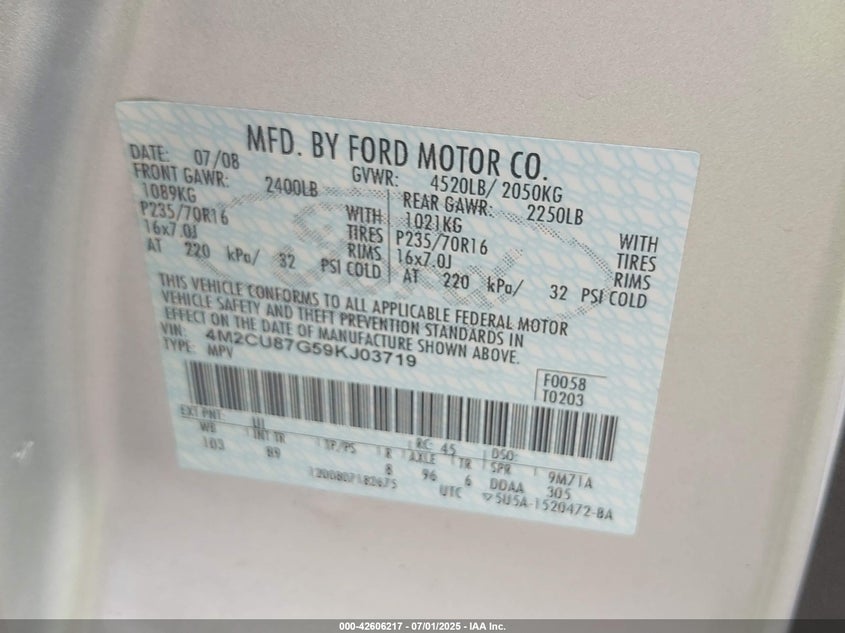 MFD. BY FORD MOTOR CO.
DATE: 07/08 GVWR: 4520LB/ 2050KG
FRONT GAWR: 2400LB REAR GAWR: 2250LB
1089KG WITH 1021KG WITH
P235/70R16 TIRES P235/70R16 TIRES
16x7.0J RIMS 16x7.0J RIMS
AT 220 kPa/ 32 PSI COLD AT 220 kPa/ 32 PSI COLD
THIS VEHICLE CONFORMS TO ALL APPLICABLE FEDERAL MOTOR
VEHICLE SAFETY AND THEFT PREVENTION STANDARDS IN
EFFECT ON THE DATE OF MANUFACTURE SHOWN ABOVE.
VIN: 4M2CU87G59KJ03719
TYPE: MPV
F0058
T0203
EXT PNT: UI RC: 45 DSO:
WB INT TR TP/PS R AXLE TR SPR 9M71A
103 B9 8 96 6 DDAA 305
1200807182675 UTC ▽5U5A-1520472-BA
000-42606217 - 07/01/2025 - IAA Inc.